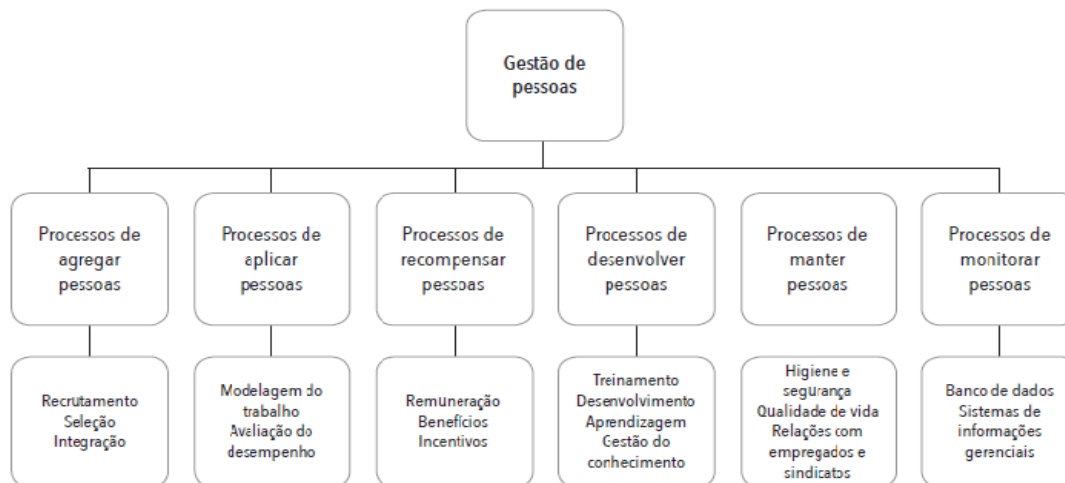 Gestão de
pessoas
Processos de
agregar
pessoas
Processos de
aplicar
pessoas
Processos de
recompensar
pessoas
Processos de
desenvolver
pessoas
Processos de
manter
pessoas
Processos de
monitorar
pessoas
Recrutamento
Seleção
Integração
Modelagem do
trabalho
Avaliação do
desempenho
Remuneração
Benefícios
Incentivos
Treinamento
Desenvolvimento
Aprendizagem
Gestão do
conhecimento
Higiene e
segurança
Qualidade de vida
Relações com
empregados e
sindicatos
Banco de dados
Sistemas de
informações
gerenciais